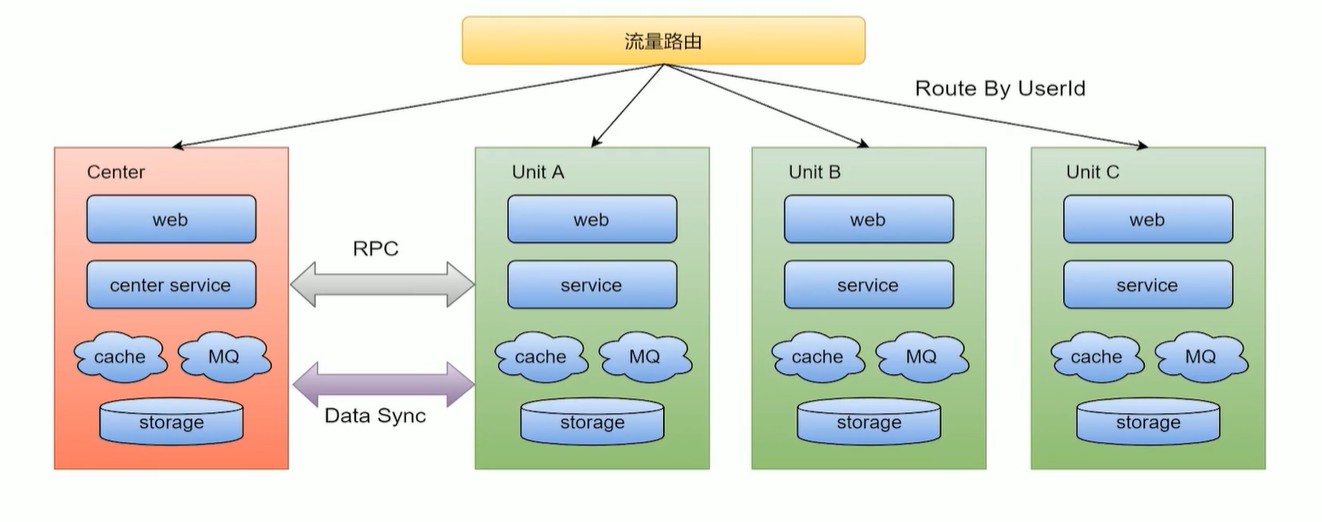 流量路由
Route By UserId
Center
web
center service
cache
MQ
storage
RPC
Data Sync
Unit A
web
service
cache
MQ
storage
Unit B
web
service
cache
MQ
storage
Unit C
web
service
cache
MQ
storage